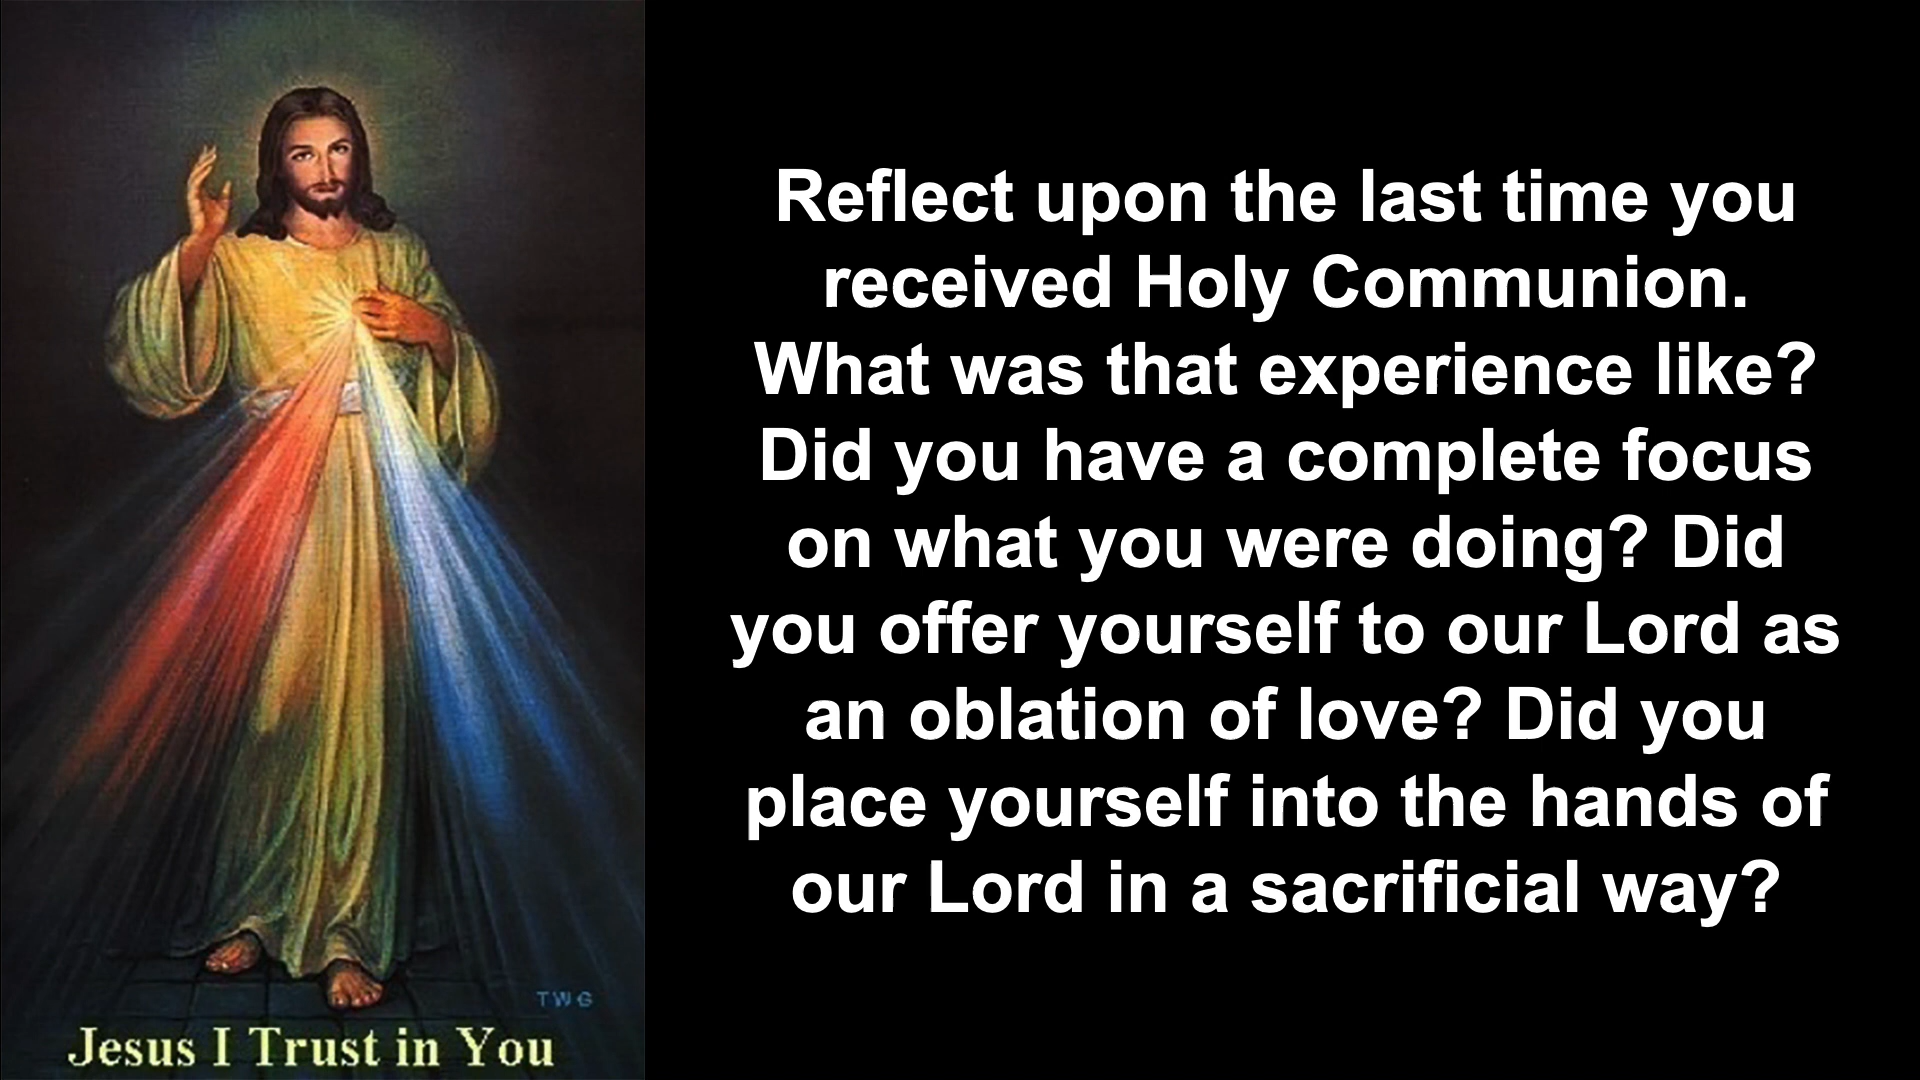 Reflect upon the last time you
received Holy Communion.
What was that experience like?
Did you have a complete focus
on what you were doing? Did
you offer yourself to our Lord as
an oblation of love? Did you
place yourself into the hands of
our Lord in a sacrificial way?
TWG
Jesus I Trust in You